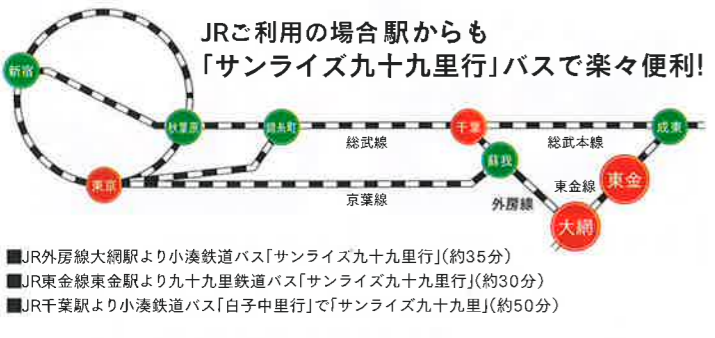 JRご利用の場合駅からも
「サンライズ九十九里行」バスで楽々便利!
新宿
秋葉原
錦糸町
総武線
千葉
総武本線
成東
蘇我
東京
京葉線
外房線
東金線
東金
大網
■JR外房線大網駅より小湊鉄道バス「サンライズ九十九里行」(約35分)
■JR東金線東金駅より九十九里鉄道バス「サンライズ九十九里行」(約30分)
■JR千葉駅より小湊鉄道バス「白子中里行」で「サンライズ九十九里」(約50分)